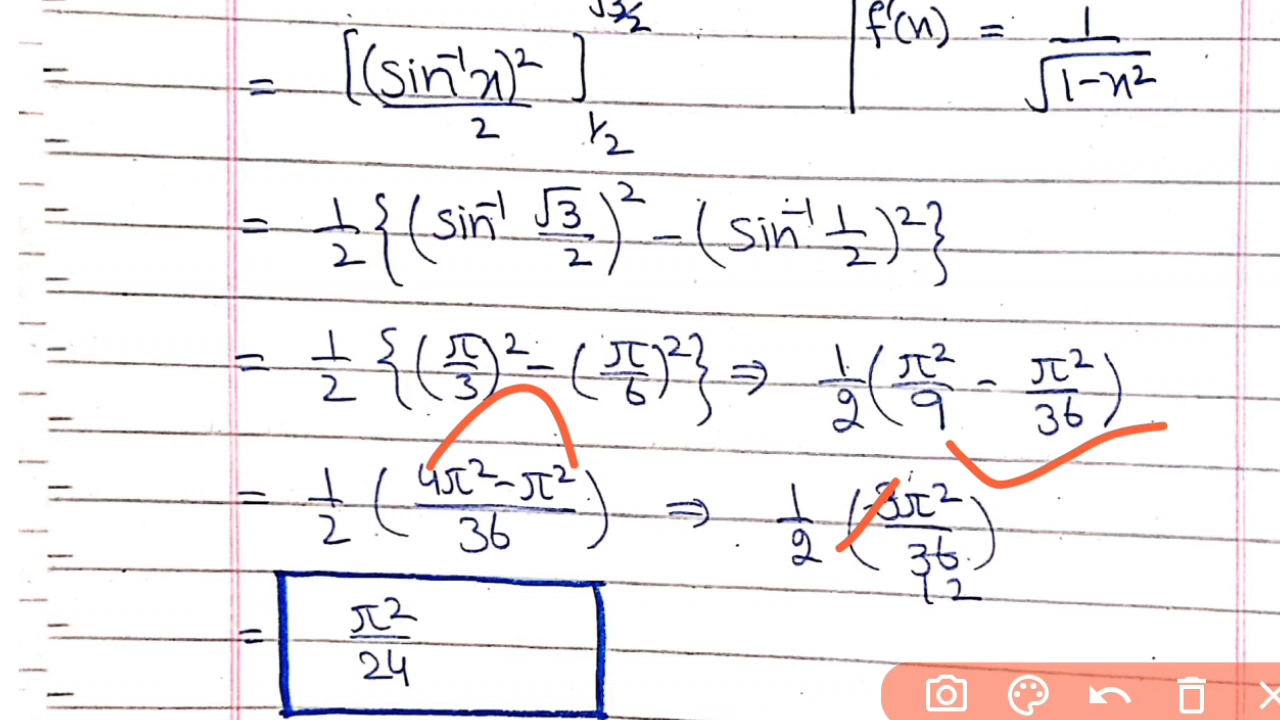 √3/2
= [(sin⁻¹x)²/2]₁/₂ f'(x) = 1/√(1-x²)
= 1/2{(sin⁻¹ √3/2)² - (sin⁻¹ 1/2)²}
= 1/2 {(π/3)² - (π/6)²} ⇒ 1/2(π²/9 - π²/36)
= 1/2 (4π²-π²/36) ⇒ 1/2 (3π²/36)
12
= π²/24